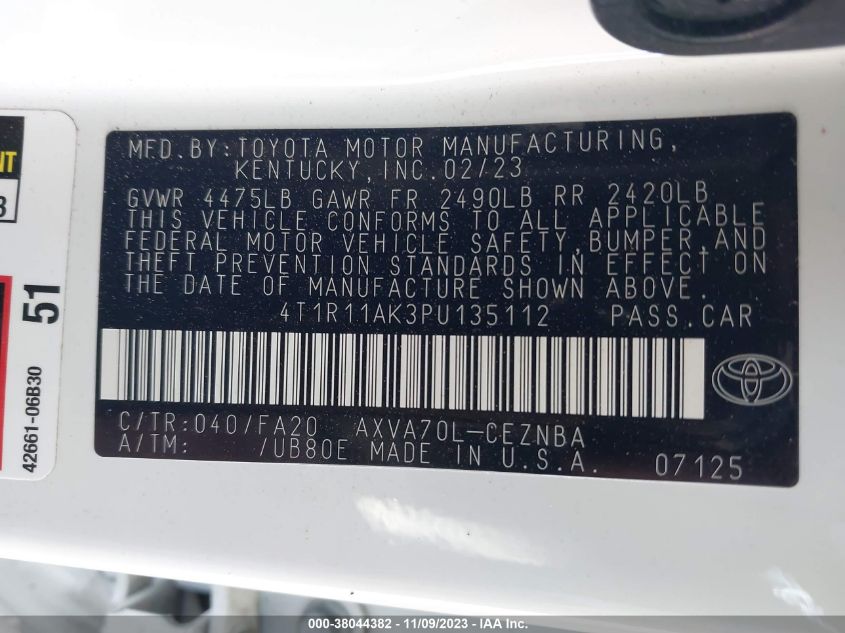 MFD.BY:TOYOTA MOTOR MANUFACTURING,
KENTUCKY,INC.02/23
GVWR 4475LB GAWR FR 2490LB RR 2420LB
THIS VEHICLE CONFORMS TO ALL APPLICABLE
FEDERAL MOTOR VEHICLE SAFETY,BUMPER,AND
THEFT PREVENTION STANDARDS IN EFFECT ON
THE DATE OF MANUFACTURE SHOWN ABOVE.
4T1R11AK3PU135112 PASS.CAR
C/TR:040/FA20 AXVA70L-CEZNBA
A/TM: /UB80E MADE IN U.S.A. 07125
51
42661-06B30
000-38044382 - 11/09/2023 - IAA Inc.